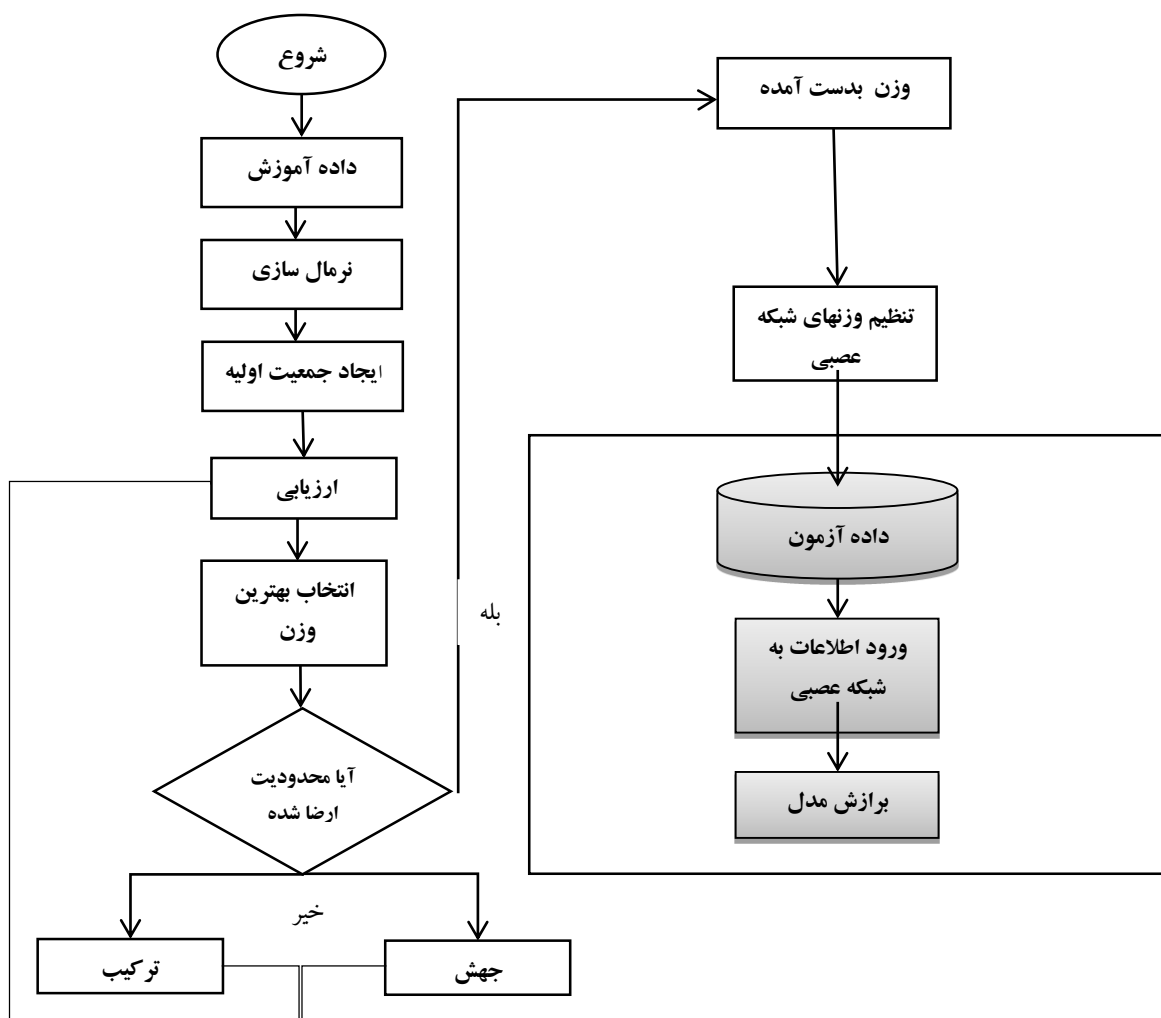 شروع
داده آموزش
نرمال سازی
ایجاد جمعیت اولیه
ارزیابی
انتخاب بهترین
وزن
آیا محدودیت
ارضا شده
خیر
ترکیب
جهش
بله
وزن بدست آمده
تنظیم وزنهای شبکه
عصبی
داده آزمون
ورود اطلاعات به
شبکه عصبی
برازش مدل